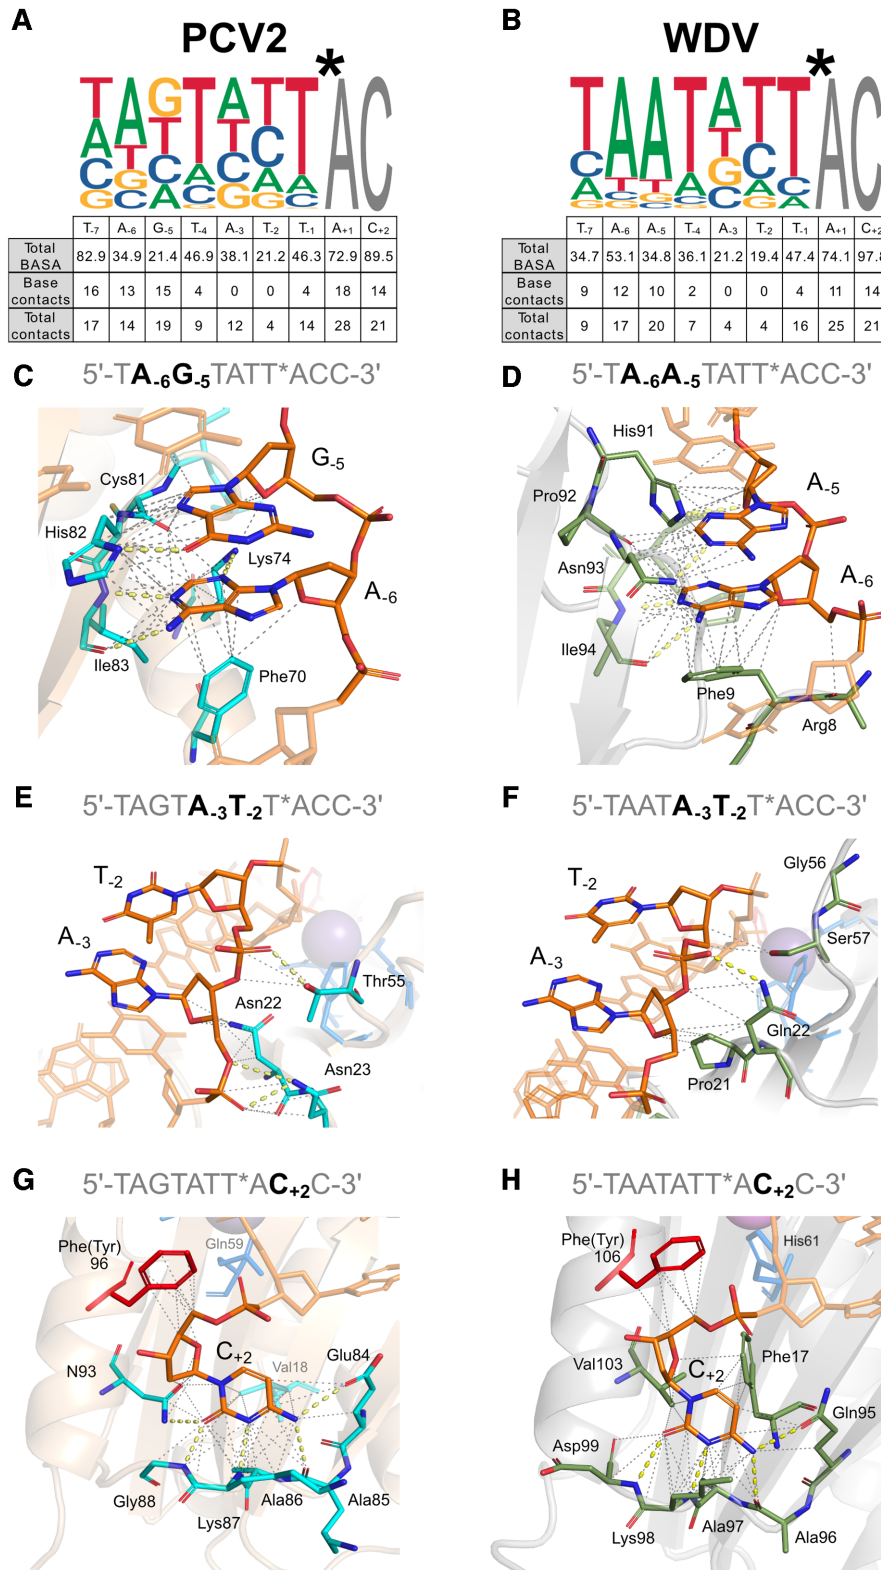 A
PCV2
*
TAGTATTAC
ATTTTCTAC
CGCACAAC
GCACGGGC
T-7 A-6 G-5 T-4 A-3 T-2 T-1 A+1 C+2
Total BASA 82.9 34.9 21.4 46.9 38.1 21.2 46.3 72.9 89.5
Base contacts 16 13 15 4 0 0 4 18 14
Total contacts 17 14 19 9 12 4 14 28 21
B
WDV
*
T-7 A-6 A-5 T-4 A-3 T-2 T-1 A+1 C+2
Total BASA 34.7 53.1 34.8 36.1 21.2 19.4 47.4 74.1 97.8
Base contacts 9 12 10 2 0 0 4 11 14
Total contacts 9 17 20 7 4 4 16 25 21
C
5'-TA-6G-5TATT*ACC-3'
G-5
Cys81
His82
Lys74
A-6
Ile83
Phe70
D
5'-TA-6A-5TATT*ACC-3'
His91
A-5
Pro92
Asn93
A-6
Ile94
Phe9
Arg8
E
5'-TAGTA-3T-2T*ACC-3'
T-2
A-3
Thr55
Asn22
Asn23
F
5'-TAATA-3T-2T*ACC-3'
Gly56
T-2
Ser57
A-3
Gln22
Pro21
G
5'-TAGTATT*AC+2C-3'
Phe(Tyr)
96
Gln59
C+2
Glu84
N93
Val18
Gly88
Ala86
Ala85
Lys87
H
5'-TAATATT*AC+2C-3'
Phe(Tyr)
106
His61
Val103
Phe17
C+2
Gln95
Asp99
Lys98
Ala97
Ala96